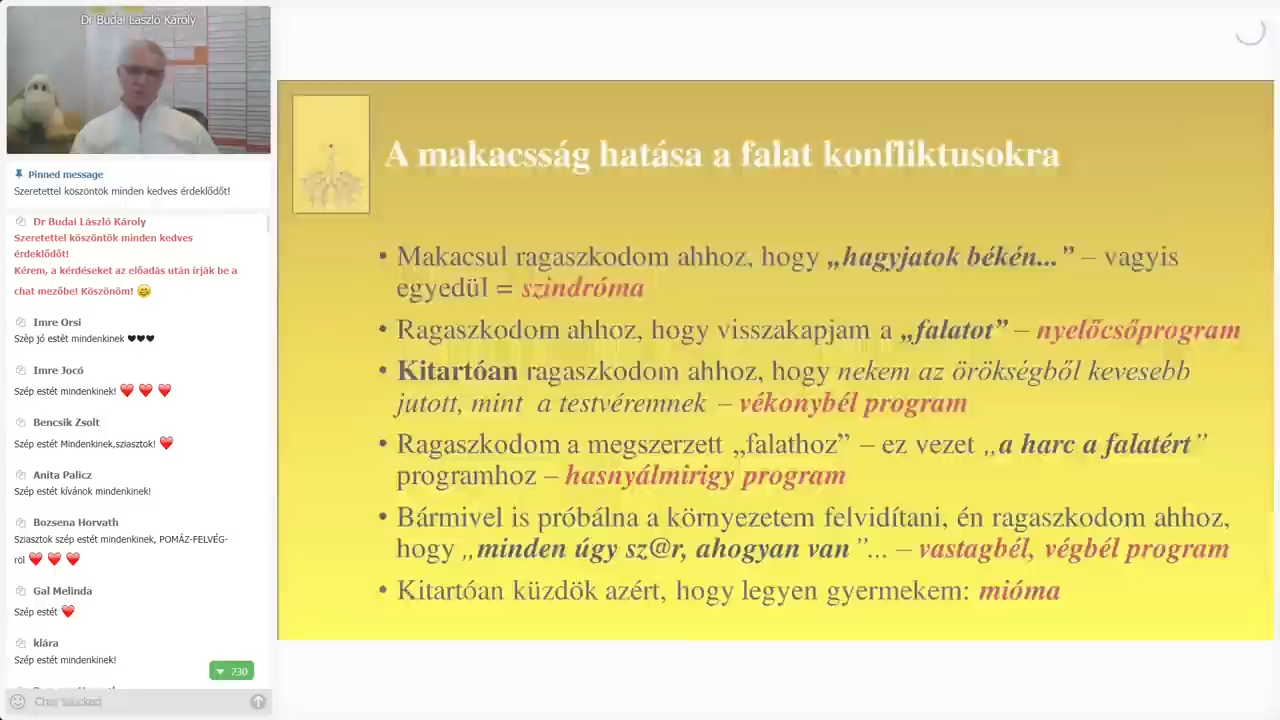 Dr Budai László Károly
Pinned message
Szeretettel köszöntök minden kedves érdeklődőt!
Dr Budai László Károly
Szeretettel köszöntök minden kedves
érdeklődőt!
Kérem, a kérdéseket az előadás után írják be a
chat mezőbe! Köszönöm! 😊
Imre Orsi
Szèp jó estèt mindenkinek ♥♥♥
Imre Jocó
Szép estét mindenkinek! ❤️ ❤️ ❤️
Bencsik Zsolt
Szép estét Mindenkinek,sziasztok! ❤️
Anita Palicz
Szép estét kívánok mindenkinek!
Bozsena Horvath
Sziasztok szép estét mindenkinek, POMÁZ-FELVÉG-
ről ❤️ ❤️ ❤️
Gal Melinda
Szép estét ❤️
klára
Szép estét mindenkinek!
230
A makacsság hatása a falat konfliktusokra
• Makacsul ragaszkodom ahhoz, hogy „hagyjatok békén...” – vagyis
egyedül = szindróma
• Ragaszkodom ahhoz, hogy visszakapjam a „falatot” – nyelőcsőprogram
• Kitartóan ragaszkodom ahhoz, hogy nekem az örökségből kevesebb
jutott, mint a testvéremnek – vékonybél program
• Ragaszkodom a megszerzett „falathoz” – ez vezet „a harc a falatért”
programhoz – hasnyálmirigy program
• Bármivel is próbálna a környezetem felvidítani, én ragaszkodom ahhoz,
hogy „minden úgy sz@r, ahogyan van”... – vastagbél, végbél program
• Kitartóan küzdök azért, hogy legyen gyermekem: mióma